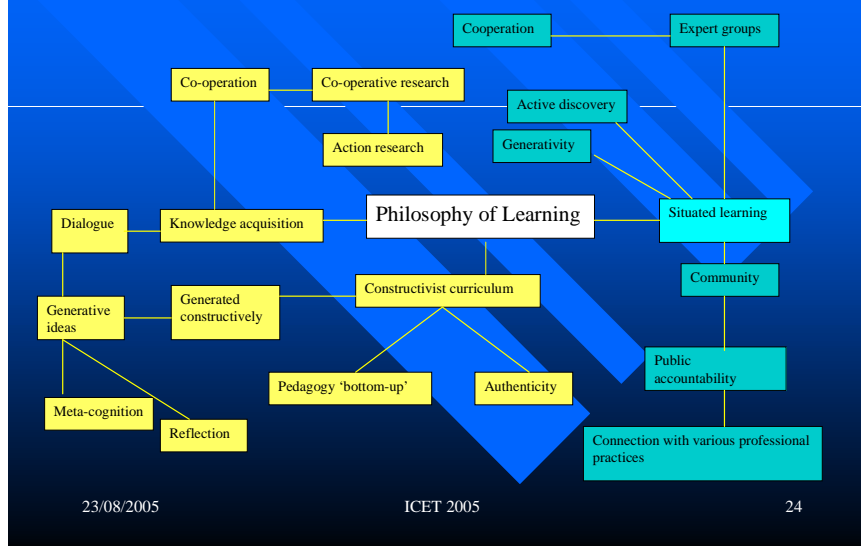 Cooperation
Expert groups
Co-operation
Co-operative research
Active discovery
Action research
Generativity
Philosophy of Learning
Situated learning
Dialogue
Knowledge acquisition
Community
Constructivist curriculum
Generative
ideas
Generated
constructively
Public
accountability
Pedagogy ‘bottom-up’
Authenticity
Meta-cognition
Reflection
Connection with various professional
practices
23/08/2005
ICET 2005
24